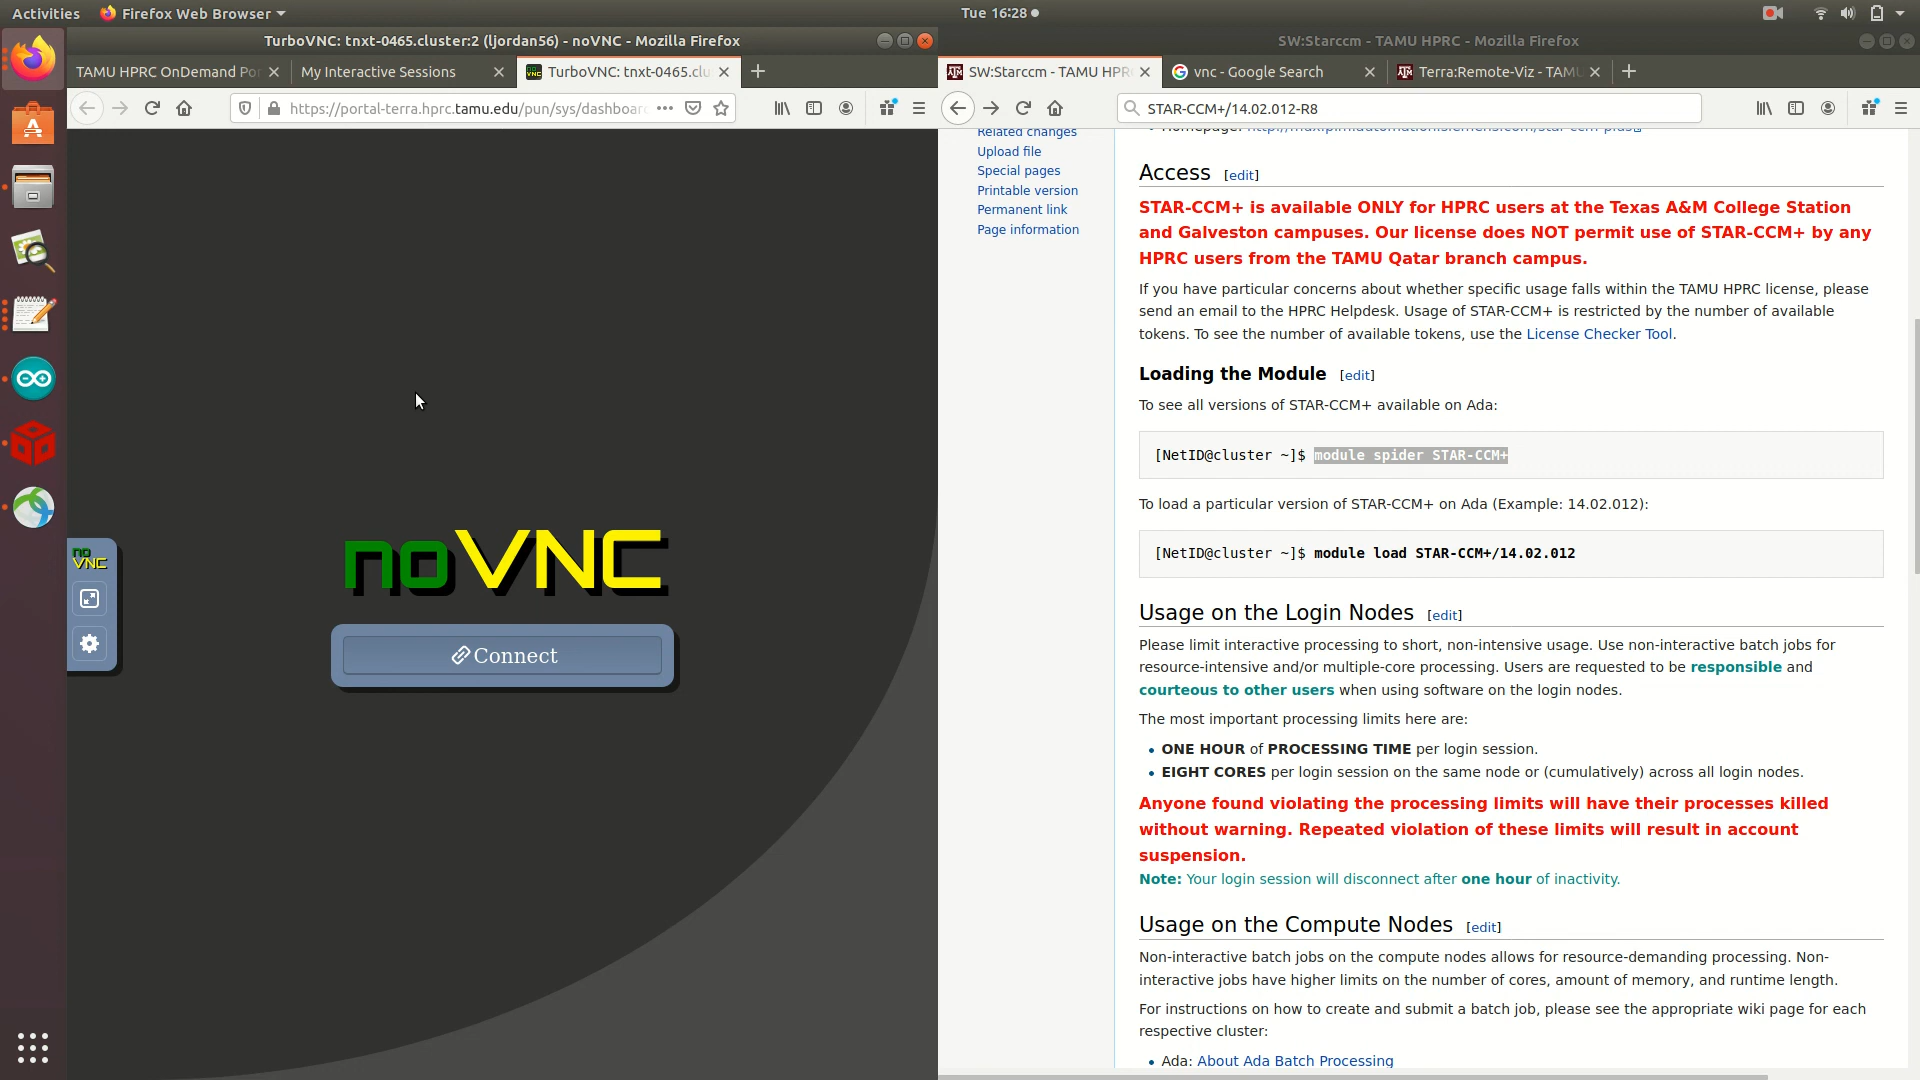 Activities
Firefox Web Browser
Tue 16:28
TurboVNC: tnxt-0465.cluster:2 (ljordan56) - noVNC - Mozilla Firefox
TAMU HPRC OnDemand Por
My Interactive Sessions
TurboVNC: tnxt-0465.clu
https://portal-terra.hprc.tamu.edu/pun/sys/dashboar
no
VNC
noVNC
Connect
SW:Starccm - TAMU HPRC - Mozilla Firefox
SW:Starccm - TAMU HPR
vnc - Google Search
Terra:Remote-Viz - TAMU
STAR-CCM+/14.02.012-R8
Related changes
Upload file
Special pages
Printable version
Permanent link
Page information
Access [edit]
STAR-CCM+ is available ONLY for HPRC users at the Texas A&M College Station
and Galveston campuses. Our license does NOT permit use of STAR-CCM+ by any
HPRC users from the TAMU Qatar branch campus.
If you have particular concerns about whether specific usage falls within the TAMU HPRC license, please
send an email to the HPRC Helpdesk. Usage of STAR-CCM+ is restricted by the number of available
tokens. To see the number of available tokens, use the License Checker Tool.
Loading the Module [edit]
To see all versions of STAR-CCM+ available on Ada:
[NetID@cluster ~]$ module spider STAR-CCM+
To load a particular version of STAR-CCM+ on Ada (Example: 14.02.012):
[NetID@cluster ~]$ module load STAR-CCM+/14.02.012
Usage on the Login Nodes [edit]
Please limit interactive processing to short, non-intensive usage. Use non-interactive batch jobs for
resource-intensive and/or multiple-core processing. Users are requested to be responsible and
courteous to other users when using software on the login nodes.
The most important processing limits here are:
• ONE HOUR of PROCESSING TIME per login session.
• EIGHT CORES per login session on the same node or (cumulatively) across all login nodes.
Anyone found violating the processing limits will have their processes killed
without warning. Repeated violation of these limits will result in account
suspension.
Note: Your login session will disconnect after one hour of inactivity.
Usage on the Compute Nodes [edit]
Non-interactive batch jobs on the compute nodes allows for resource-demanding processing. Non-
interactive jobs have higher limits on the number of cores, amount of memory, and runtime length.
For instructions on how to create and submit a batch job, please see the appropriate wiki page for each
respective cluster:
• Ada: About Ada Batch Processing